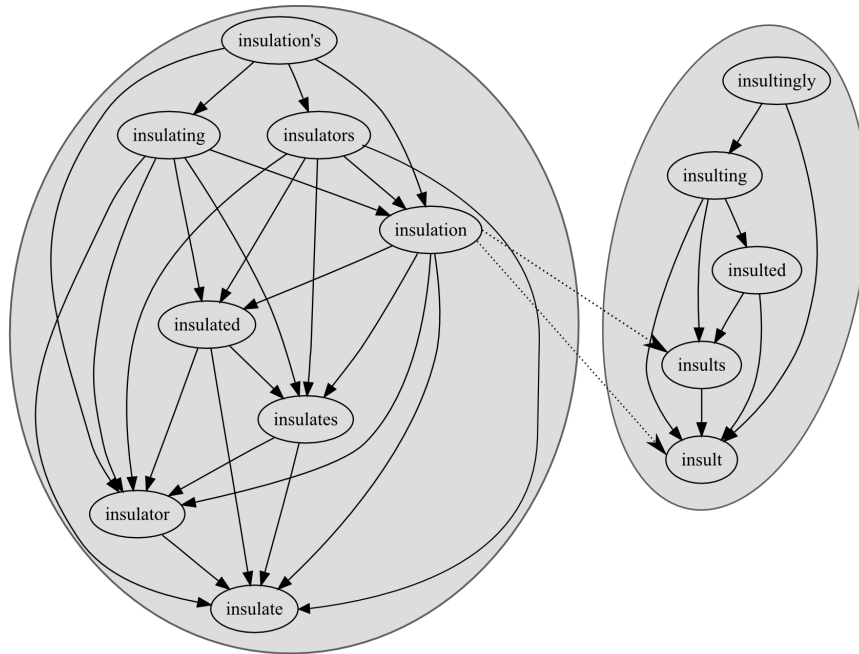 insulation's
insulating
insulators
insulation
insulated
insulates
insulator
insulate
insultingly
insulting
insulted
insults
insult